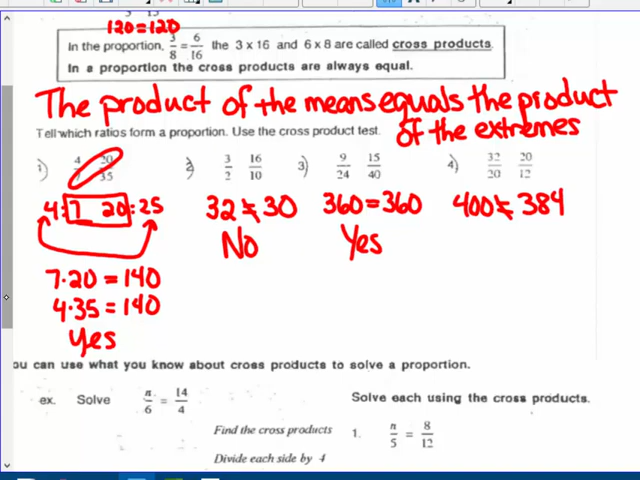 120=120
In the proportion, 3/8 = 6/16 the 3 x 16 and 6 x 8 are called cross products.
In a proportion the cross products are always equal.
The product of the means equals the product
of the extremes
Tell which ratios form a proportion. Use the cross product test.
1) 4/7 20/35 2) 3/2 16/10 3) 9/24 15/40 4) 32/20 20/12
4:7 20:25 32≠30 360=360 400≠384
No Yes
7·20=140
4·35=140
Yes
ou can use what you know about cross products to solve a proportion.
ex. Solve n/6 = 14/4 Solve each using the cross products.
Find the cross products 1. n/5 = 8/12
Divide each side by 4